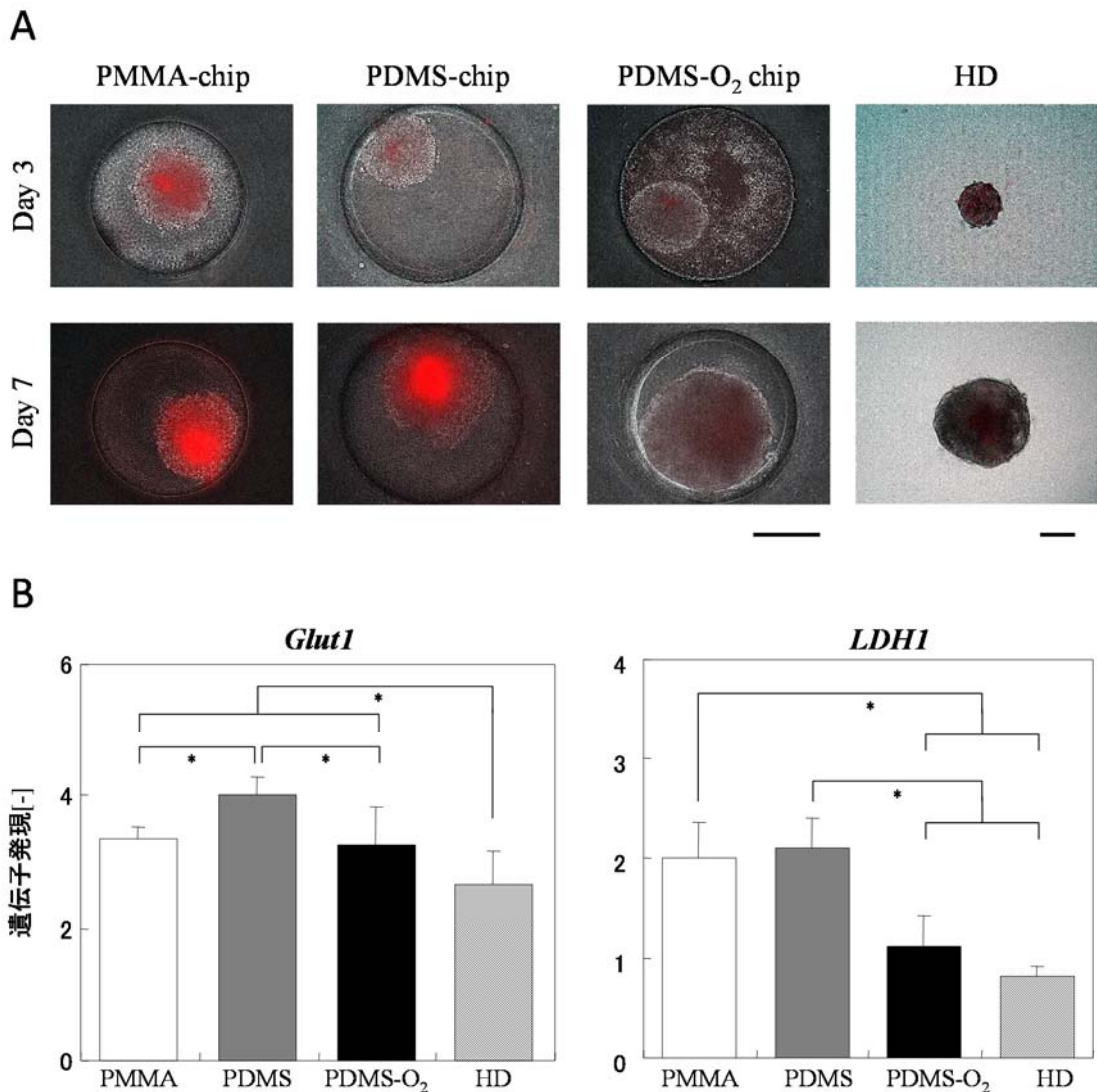 A
PMMA-chip PDMS-chip PDMS-O₂ chip HD
Day 3
Day 7
B
Glut1
LDH1
遺伝子発現[-]
6
4
2
0
*
* *
PMMA PDMS PDMS-O₂ HD
4
3
2
1
0
*
*
PMMA PDMS PDMS-O₂ HD